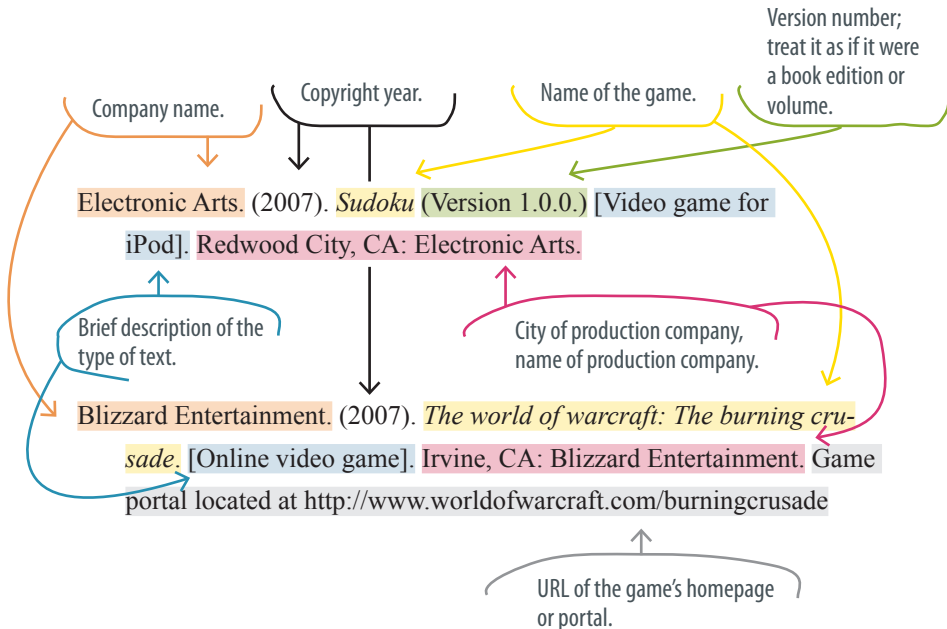 Version number;
treat it as if it were
a book edition or
volume.
Company name.
Copyright year.
Name of the game.
Electronic Arts. (2007). Sudoku (Version 1.0.0.) [Video game for
iPod]. Redwood City, CA: Electronic Arts.
Brief description of the
type of text.
City of production company,
name of production company.
Blizzard Entertainment. (2007). The world of warcraft: The burning cru-
sade. [Online video game]. Irvine, CA: Blizzard Entertainment. Game
portal located at http://www.worldofwarcraft.com/burningcrusade
URL of the game's homepage
or portal.